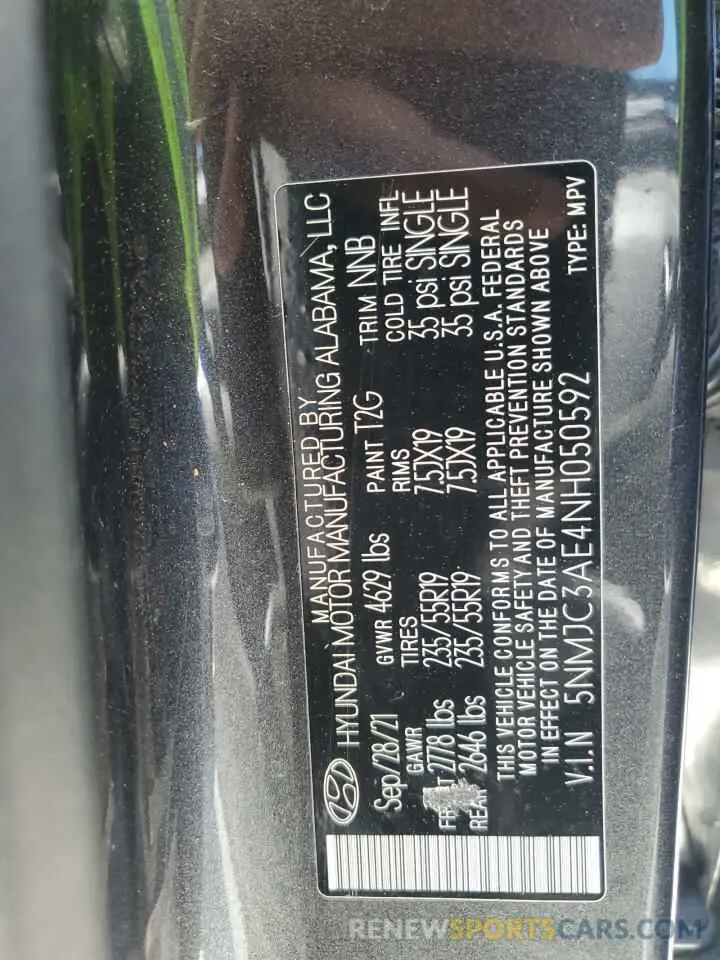 MANUFACTURED BY
HYUNDAI MOTOR MANUFACTURING ALABAMA, LLC
Sep/28/21 GVWR 4629 lbs PAINT T2G TRIM NNB
GAWR TIRES RIMS COLD TIRE INFL
2778 lbs 235/55R19 7.5JX19 35 psi SINGLE
REAR 2646 lbs 235/55R19 7.5JX19 35 psi SINGLE
THIS VEHICLE CONFORMS TO ALL APPLICABLE U.S.A. FEDERAL
MOTOR VEHICLE SAFETY AND THEFT PREVENTION STANDARDS
IN EFFECT ON THE DATE OF MANUFACTURE SHOWN ABOVE
V.I.N 5NMJC3AE4NH050592 TYPE: MPV
RENEWSPORTSCARS.COM